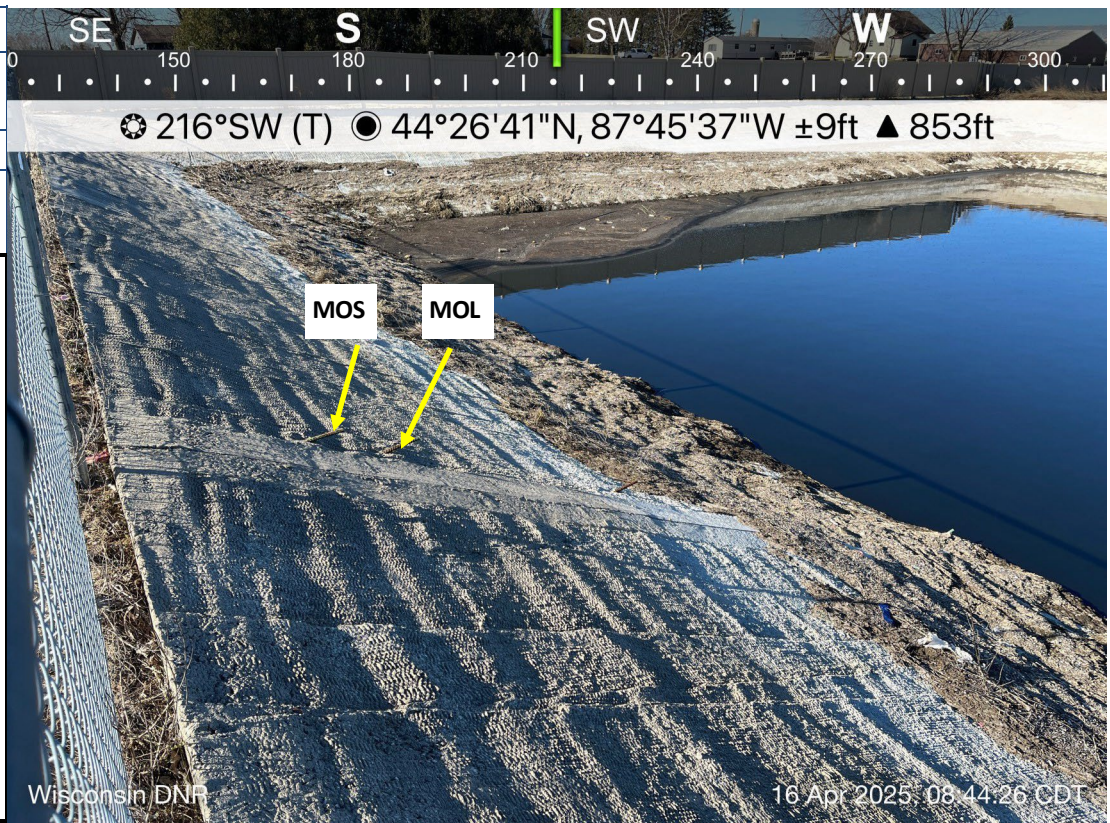 SE S SW W
0 150 180 210 240 270 300
216°SW (T) 44°26'41"N, 87°45'37"W ±9ft ▲ 853ft
MOS MOL
Wisconsin DNR 16 Apr 2025, 08:44:26 CDT